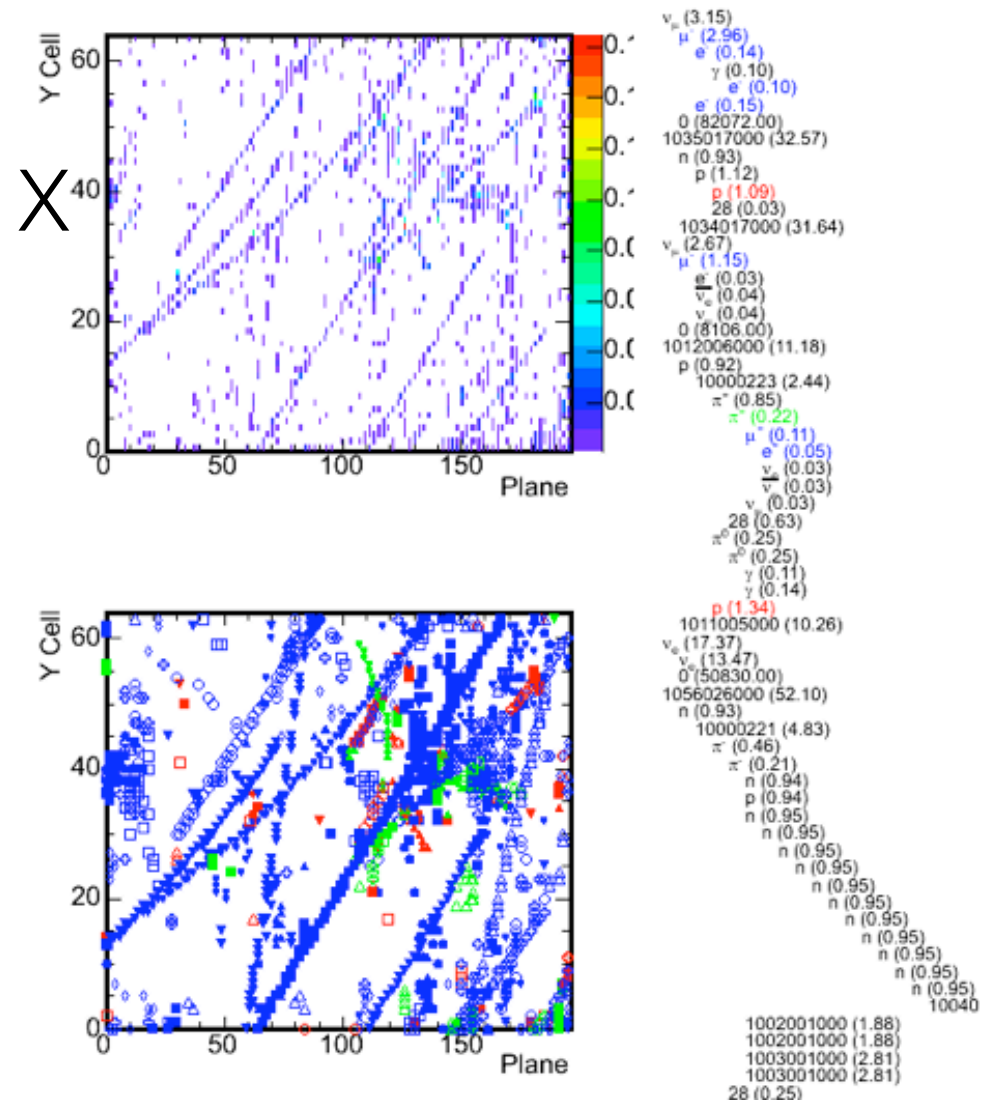 Y Cell
60
X
40
20
0
0 50 100 150
Plane
Y Cell
60
40
20
0
0 50 100 150
Plane
ν_μ (3.15)
μ⁻ (2.96)
e⁻ (0.14)
γ (0.10)
e⁻ (0.10)
e⁻ (0.15)
0 (82072.00)
1035017000 (32.57)
n (0.93)
p (1.12)
p (1.09)
28 (0.03)
1034017000 (31.64)
ν_μ (2.67)
μ⁻ (1.15)
e⁻ (0.03)
ν̅_e (0.04)
ν_μ (0.04)
0 (8106.00)
1012006000 (11.18)
p (0.92)
10000223 (2.44)
π⁺ (0.85)
π⁺ (0.22)
μ⁺ (0.11)
e⁺ (0.05)
ν_e (0.03)
ν̅_μ (0.03)
ν_μ (0.03)
28 (0.63)
π⁰ (0.25)
π⁰ (0.25)
γ (0.11)
γ (0.14)
p (1.34)
1011005000 (10.26)
ν_e (17.37)
ν_e (13.47)
0 (50830.00)
1056026000 (52.10)
n (0.93)
10000221 (4.83)
π⁻ (0.46)
π⁻ (0.21)
n (0.94)
p (0.94)
n (0.95)
n (0.95)
n (0.95)
n (0.95)
n (0.95)
n (0.95)
n (0.95)
n (0.95)
n (0.95)
n (0.95)
n (0.95)
10040
1002001000 (1.88)
1002001000 (1.88)
1003001000 (2.81)
1003001000 (2.81)
28 (0.25)